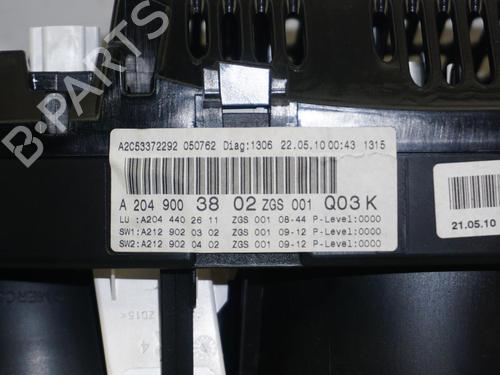 B-PARTS
A2C53372292 050762 Diag:1306 22.05.10 00:43 1315
A 204 900 38 02 ZGS 001 Q03 K
LU :A204 440 26 11 ZGS 001 08-44 P-Level:0000
SW1:A212 902 03 02 ZGS 001 09-12 P-Level:0000
SW2:A212 902 04 02 ZGS 001 09-12 P-Level:0000
21.05.10